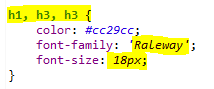 h1, h3, h3 {
color: #cc29cc;
font-family: 'Raleway';
font-size: 18px;
}